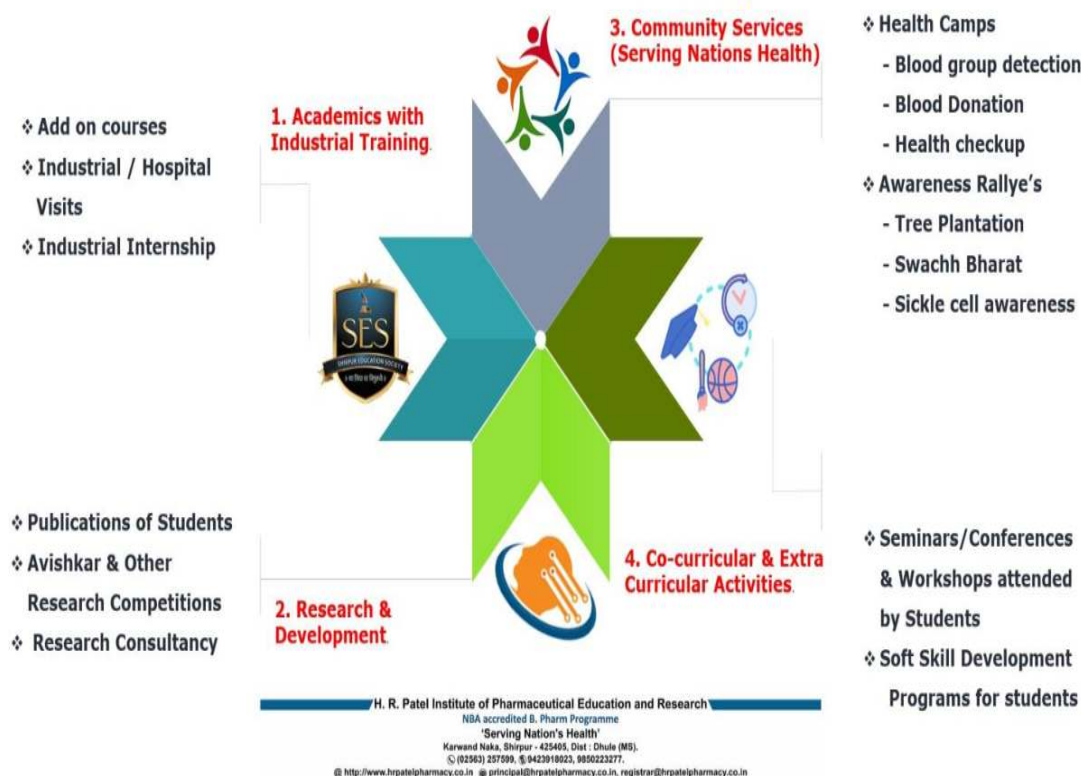 1. Academics with
Industrial Training.
❖ Add on courses
❖ Industrial / Hospital
Visits
❖ Industrial Internship
SES
SHIRPUR EDUCATION SOCIETY
❖ Publications of Students
❖ Avishkar & Other
Research Competitions
❖ Research Consultancy
2. Research &
Development.
3. Community Services
(Serving Nations Health)
❖ Health Camps
- Blood group detection
- Blood Donation
- Health checkup
❖ Awareness Rallye's
- Tree Plantation
- Swachh Bharat
- Sickle cell awareness
4. Co-curricular & Extra
Curricular Activities.
❖ Seminars/Conferences
& Workshops attended
by Students
❖ Soft Skill Development
Programs for students
H. R. Patel Institute of Pharmaceutical Education and Research
NBA accredited B. Pharm Programme
'Serving Nation's Health'
Karwand Naka, Shirpur - 425405, Dist : Dhule (MS).
(02563) 257599, 9423918023, 9850223277.
@ http://www.hrpatelpharmacy.co.in principal@hrpatelpharmacy.co.in, registrar@hrpatelpharmacy.co.in